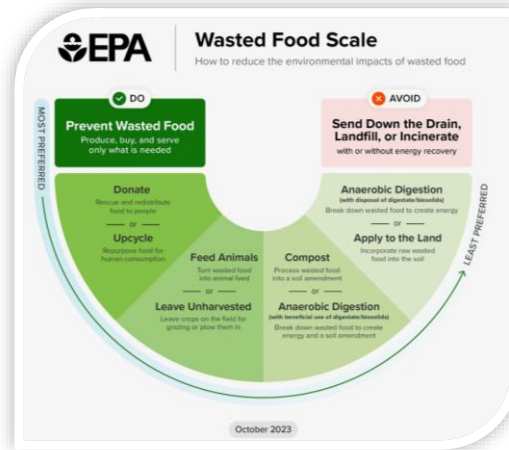 EPA
Wasted Food Scale
How to reduce the environmental impacts of wasted food
DO
Prevent Wasted Food
Produce, buy, and serve
only what is needed
AVOID
Send Down the Drain,
Landfill, or Incinerate
with or without energy recovery
MOST PREFERRED
Donate
Rescue and redistribute
food to people
or
Upcycle
Repurpose food for
human consumption
Feed Animals
Turn wasted food
into animal feed
or
Leave Unharvested
Leave crops on the field for
grazing or plow them in
Compost
Process wasted food
into a soil amendment
or
Anaerobic Digestion
(with beneficial use of digestate/biosolids)
Break down wasted food to create
energy and a soil amendment
Anaerobic Digestion
(with disposal of digestate/biosolids)
Break down wasted food to create energy
or
Apply to the Land
Incorporate raw wasted
food into the soil
LEAST PREFERRED
October 2023